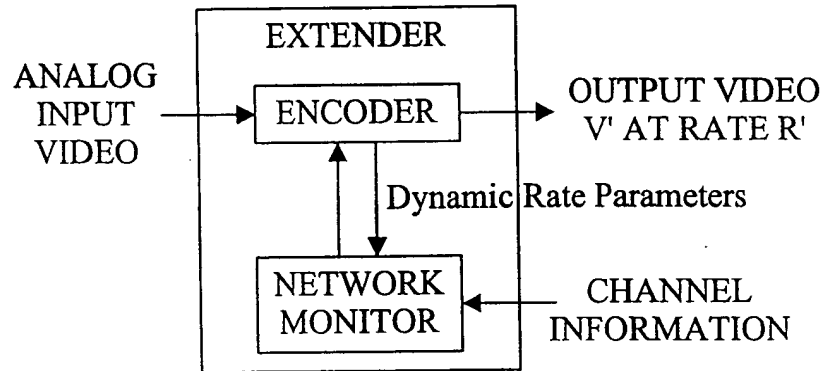 EXTENDER
ANALOG
INPUT
VIDEO
ENCODER
OUTPUT VIDEO
V' AT RATE R'
Dynamic Rate Parameters
NETWORK
MONITOR
CHANNEL
INFORMATION